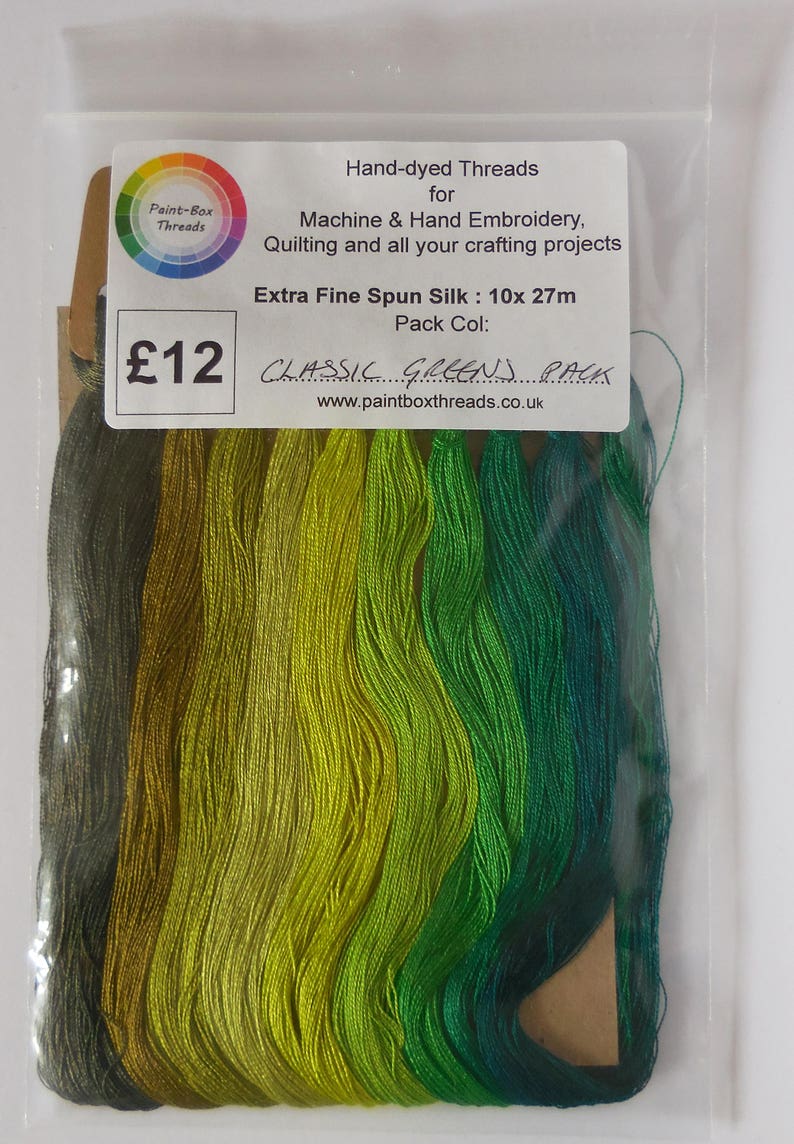 Paint-Box
Threads
Hand-dyed Threads
for
Machine & Hand Embroidery,
Quilting and all your crafting projects
Extra Fine Spun Silk : 10x 27m
Pack Col:
£12
CLASSIC GREENS PACK
www.paintboxthreads.co.uk